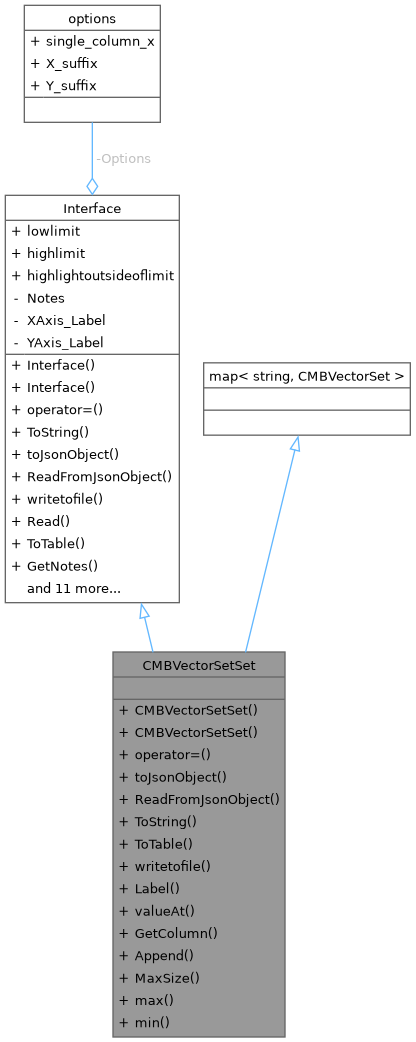 options
+ single_column_x
+ X_suffix
+ Y_suffix
-Options
Interface
+ lowlimit
+ highlimit
+ highlightoutsideoflimit
- Notes
- XAxis_Label
- YAxis_Label
+ Interface()
+ Interface()
+ operator=()
+ ToString()
+ toJsonObject()
+ ReadFromJsonObject()
+ writetofile()
+ Read()
+ ToTable()
+ GetNotes()
and 11 more...
map< string, CMBVectorSet >
CMBVectorSetSet
+ CMBVectorSetSet()
+ CMBVectorSetSet()
+ operator=()
+ toJsonObject()
+ ReadFromJsonObject()
+ ToString()
+ ToTable()
+ writetofile()
+ Label()
+ valueAt()
+ GetColumn()
+ Append()
+ MaxSize()
+ max()
+ min()